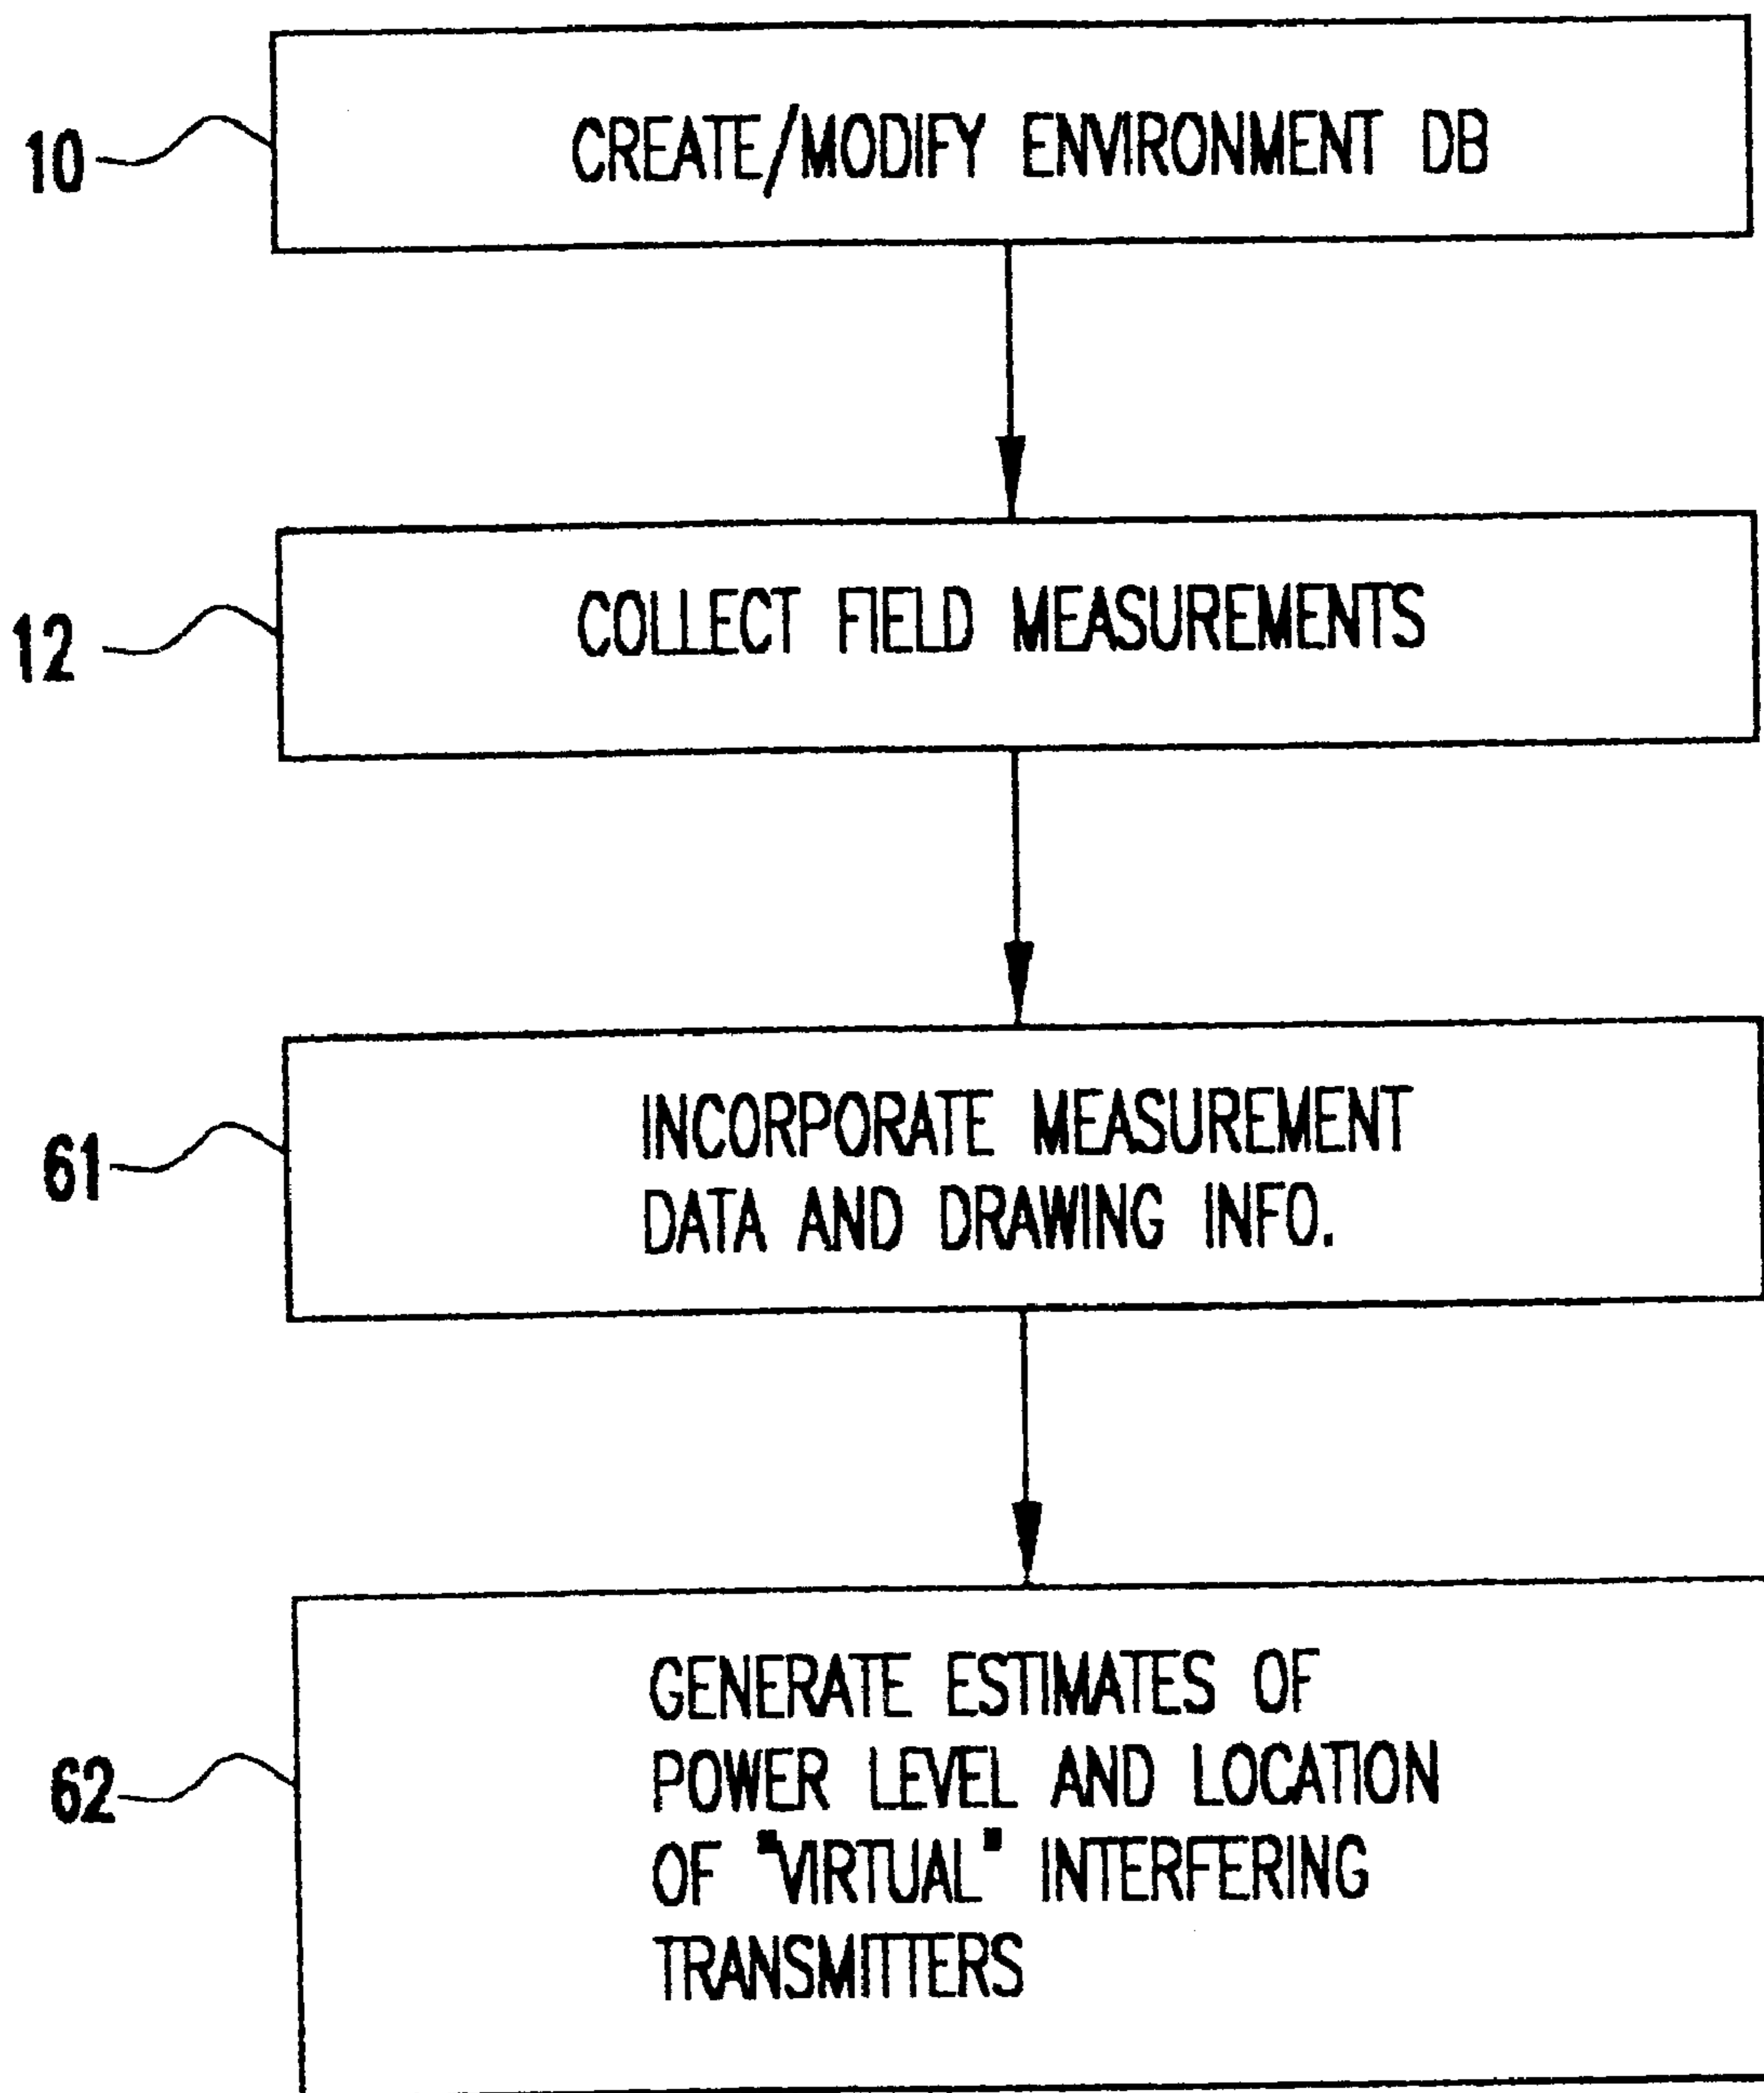 10
CREATE/MODIFY ENVIRONMENT DB
12
COLLECT FIELD MEASUREMENTS
61
INCORPORATE MEASUREMENT
DATA AND DRAWING INFO.
62
GENERATE ESTIMATES OF
POWER LEVEL AND LOCATION
OF "VIRTUAL" INTERFERING
TRANSMITTERS